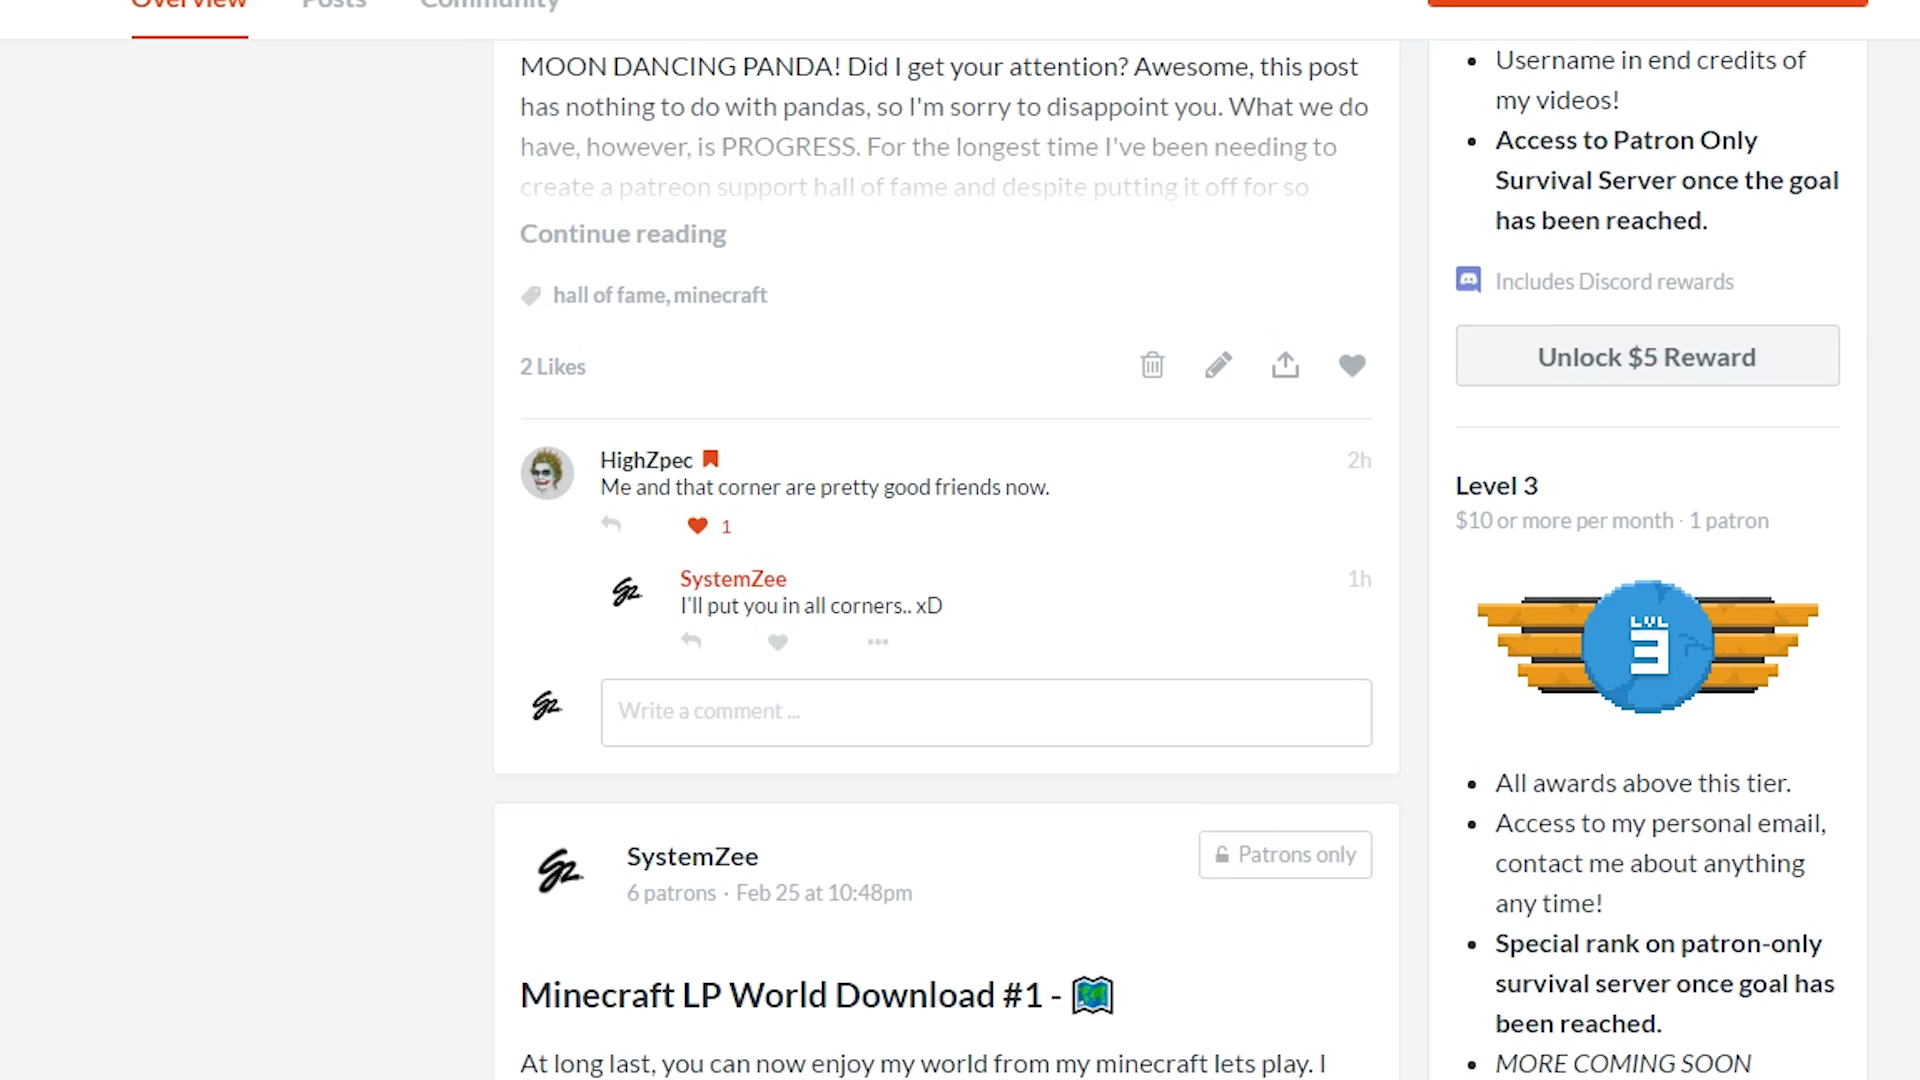 Overview Posts Community
MOON DANCING PANDA! Did I get your attention? Awesome, this post
has nothing to do with pandas, so I'm sorry to disappoint you. What we do
have, however, is PROGRESS. For the longest time I've been needing to
create a patreon support hall of fame and despite putting it off for so
Continue reading
hall of fame, minecraft
2 Likes
HighZpec 2h
Me and that corner are pretty good friends now.
1
SystemZee 1h
I'll put you in all corners.. xD
Write a comment ...
SystemZee
Patrons only
6 patrons · Feb 25 at 10:48pm
Minecraft LP World Download #1 -
At long last, you can now enjoy my world from my minecraft lets play. I
Username in end credits of
my videos!
Access to Patron Only
Survival Server once the goal
has been reached.
Includes Discord rewards
Unlock $5 Reward
Level 3
$10 or more per month · 1 patron
LVL
3
All awards above this tier.
Access to my personal email,
contact me about anything
any time!
Special rank on patron-only
survival server once goal has
been reached.
MORE COMING SOON